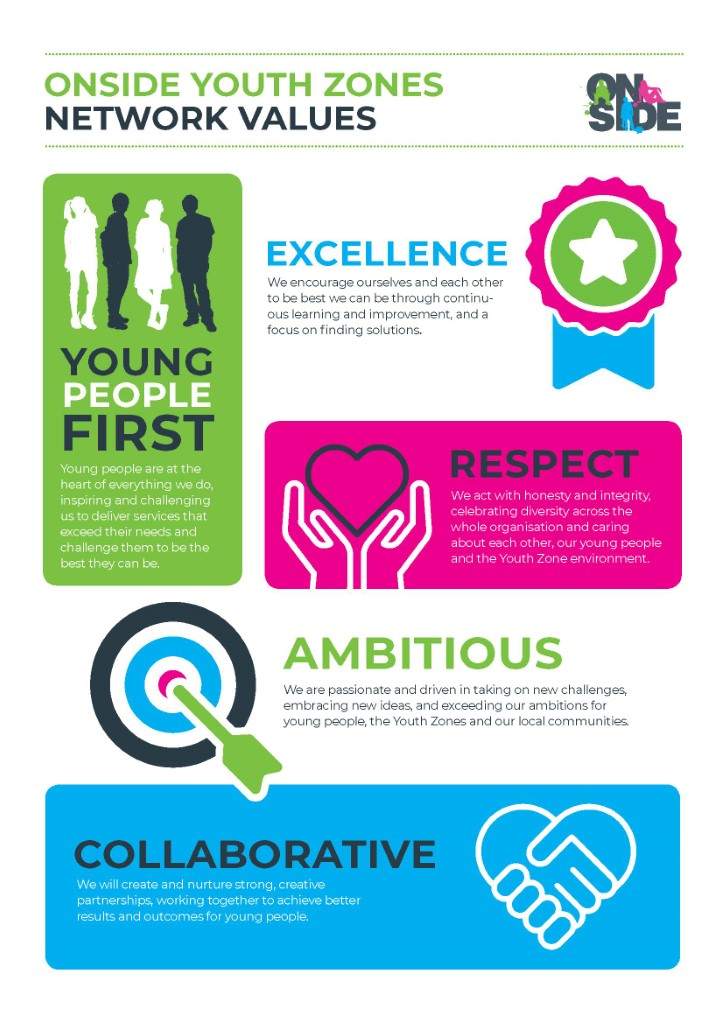 ONSIDE YOUTH ZONES
NETWORK VALUES
ON
SIDE
YOUNG
PEOPLE
FIRST
Young people are at the
heart of everything we do,
inspiring and challenging
us to deliver services that
exceed their needs and
challenge them to be the
best they can be.
EXCELLENCE
We encourage ourselves and each other
to be best we can be through continu-
ous learning and improvement, and a
focus on finding solutions.
RESPECT
We act with honesty and integrity,
celebrating diversity across the
whole organisation and caring
about each other, our young people
and the Youth Zone environment.
AMBITIOUS
We are passionate and driven in taking on new challenges,
embracing new ideas, and exceeding our ambitions for
young people, the Youth Zones and our local communities.
COLLABORATIVE
We will create and nurture strong, creative
partnerships, working together to achieve better
results and outcomes for young people.